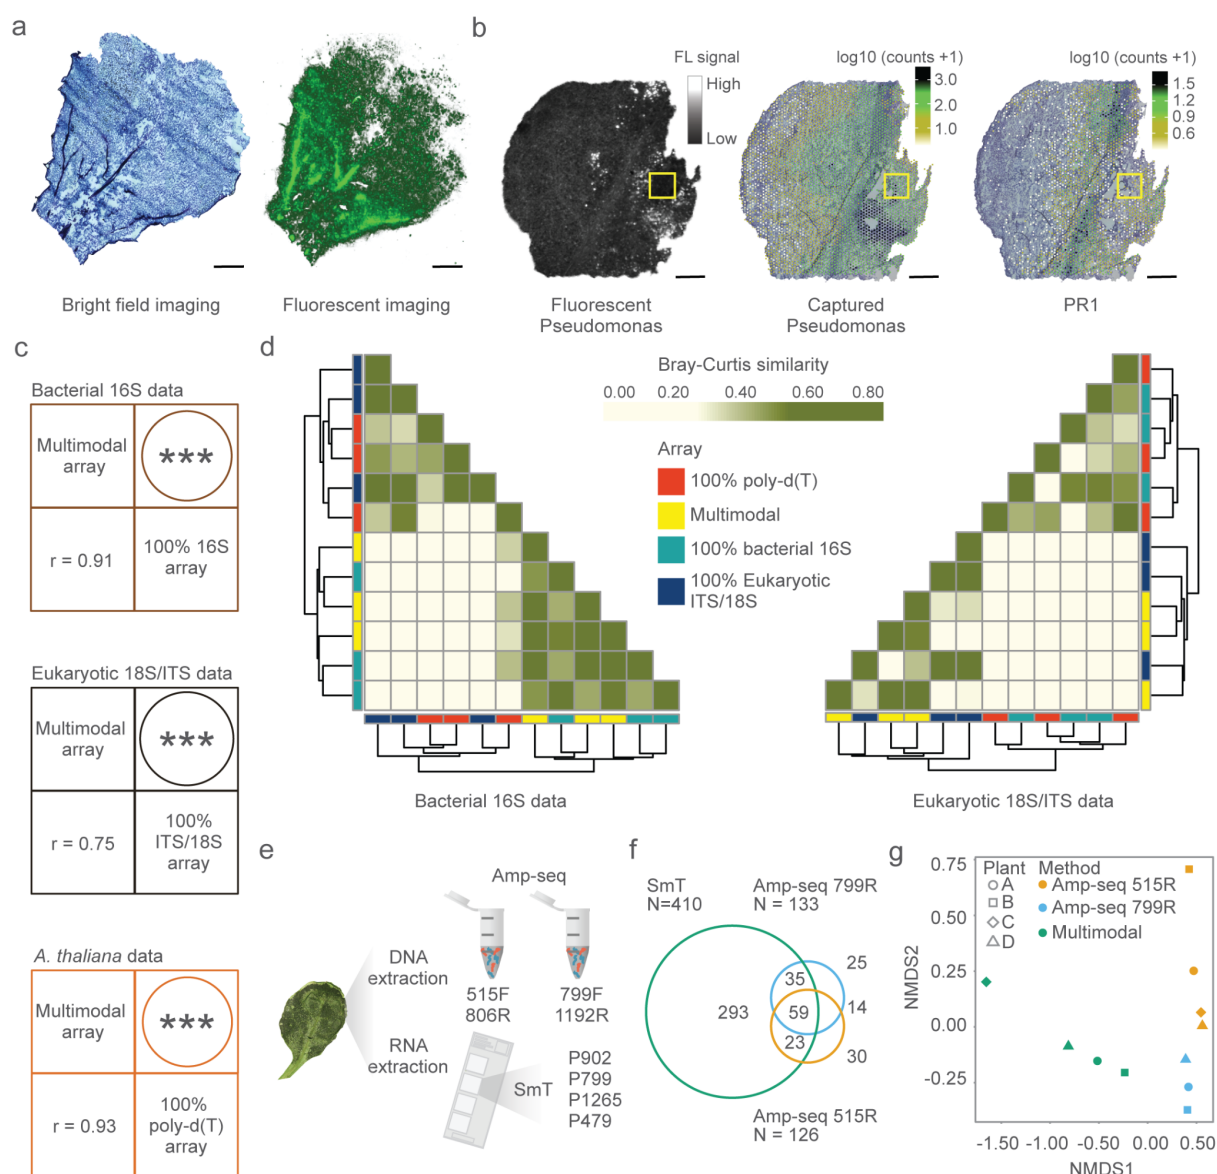 a
Bright field imaging
Fluorescent imaging
b
FL signal
High
Low
Fluorescent
Pseudomonas
log10 (counts +1)
3.0
2.0
1.0
Captured
Pseudomonas
log10 (counts +1)
1.5
1.2
0.9
0.6
PR1
c
Bacterial 16S data
Multimodal
array
***
r = 0.91
100% 16S
array
Eukaryotic 18S/ITS data
Multimodal
array
***
r = 0.75
100%
ITS/18S
array
A. thaliana data
Multimodal
array
***
r = 0.93
100%
poly-d(T)
array
d
Bray-Curtis similarity
0.00 0.20 0.40 0.60 0.80
Array
100% poly-d(T)
Multimodal
100% bacterial 16S
100% Eukaryotic
ITS/18S
Bacterial 16S data
Eukaryotic 18S/ITS data
e
Amp-seq
DNA
extraction
515F
806R
799F
1192R
RNA
extraction
SmT
P902
P799
P1265
P479
f
SmT
N=410
Amp-seq 799R
N = 133
25
35
14
293
59
23
30
Amp-seq 515R
N = 126
g
Plant
A
B
C
D
Method
Amp-seq 515R
Amp-seq 799R
Multimodal
NMDS2
0.75
0.50
0.25
0.00
-0.25
-1.50 -1.00 -0.50 0.00 0.50
NMDS1